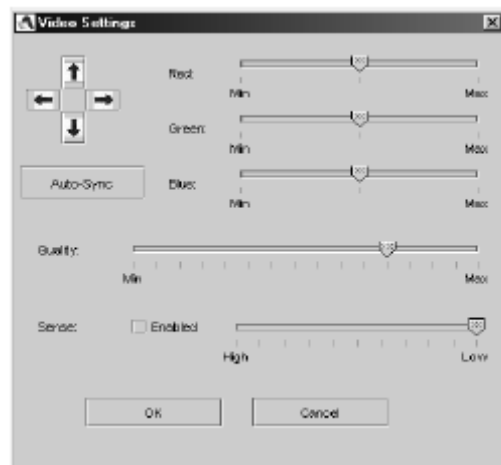 Video Settings
Red:
Min Max
Green:
Min Max
Auto-Sync
Blue:
Min Max
Quality:
Min Max
Sense: Enabled
High Low
OK Cancel